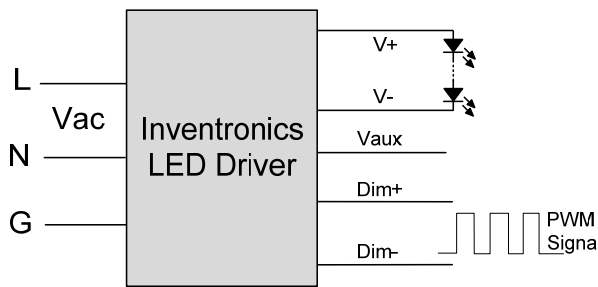 L
Vac
N
G
Inventronics
LED Driver
V+
V-
Vaux
Dim+
Dim-
PWM
Signa